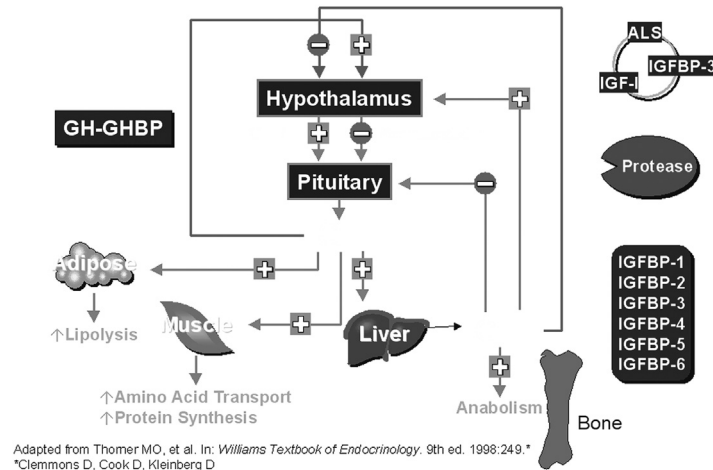 ALS
IGFBP-3
IGF-I
Hypothalamus
GH-GHBP
Pituitary
Protease
Adipose
↑Lipolysis
Muscle
Liver
↑Amino Acid Transport
↑Protein Synthesis
Anabolism
Bone
IGFBP-1
IGFBP-2
IGFBP-3
IGFBP-4
IGFBP-5
IGFBP-6
Adapted from Thorner MO, et al. In: Williams Textbook of Endocrinology. 9th ed. 1998:249.*
*Clemmons D, Cook D, Kleinberg D